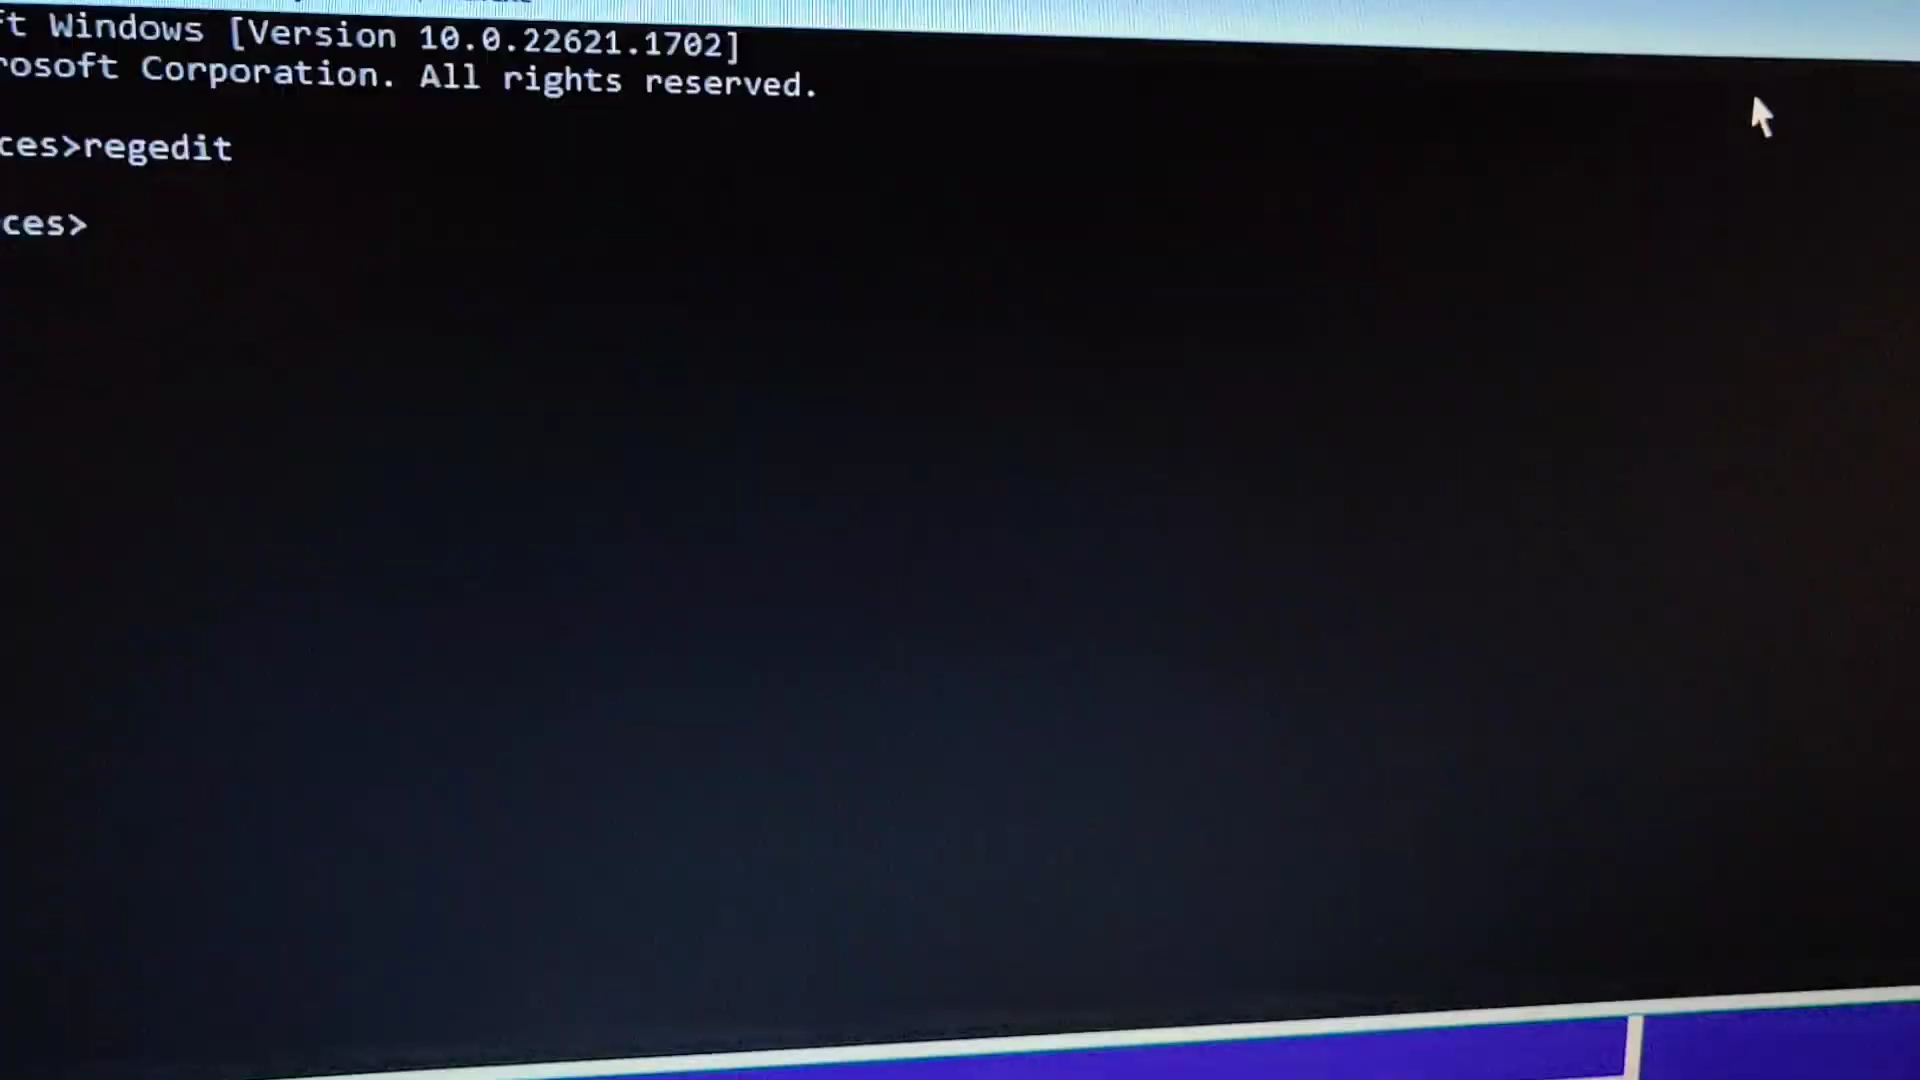 ft Windows [Version 10.0.22621.1702]
rosoft Corporation. All rights reserved.
ces>regedit
ces>